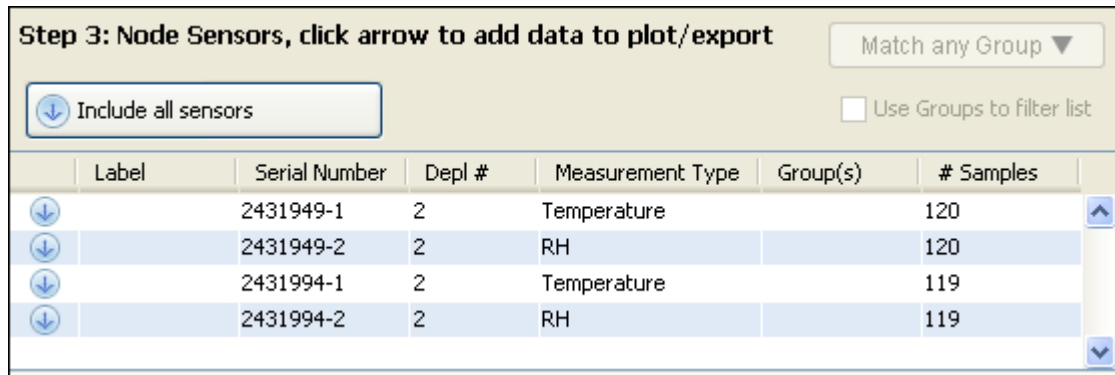 Step 3: Node Sensors, click arrow to add data to plot/export
Match any Group ▼
Include all sensors
Use Groups to filter list
Label Serial Number Depl # Measurement Type Group(s) # Samples
2431949-1 2 Temperature 120
2431949-2 2 RH 120
2431994-1 2 Temperature 119
2431994-2 2 RH 119